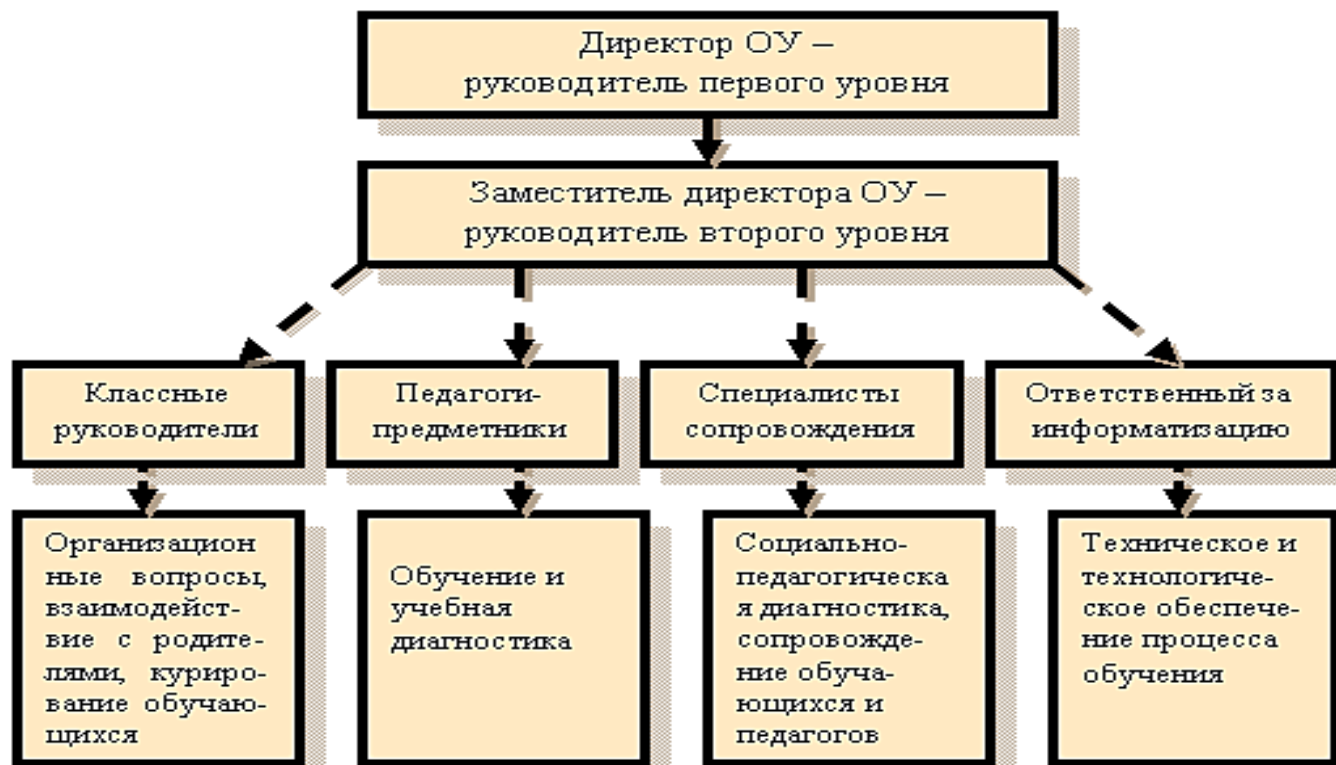 Директор ОУ –
руководитель первого уровня
Заместитель директора ОУ –
руководитель второго уровня
Классные
руководители
Педагоги-
предметники
Специалисты
сопровождения
Ответственный за
информатизацию
Организацион
ные вопросы,
взаимодейст-
вие с родите-
лями, куриро-
вание обучаю-
щихся
Обучение и
учебная
диагностика
Социально-
педагогическа
я диагностика,
сопровожде-
ние обуча-
ющихся и
педагогов
Техническое и
технологиче-
ское обеспече-
ние процесса
обучения